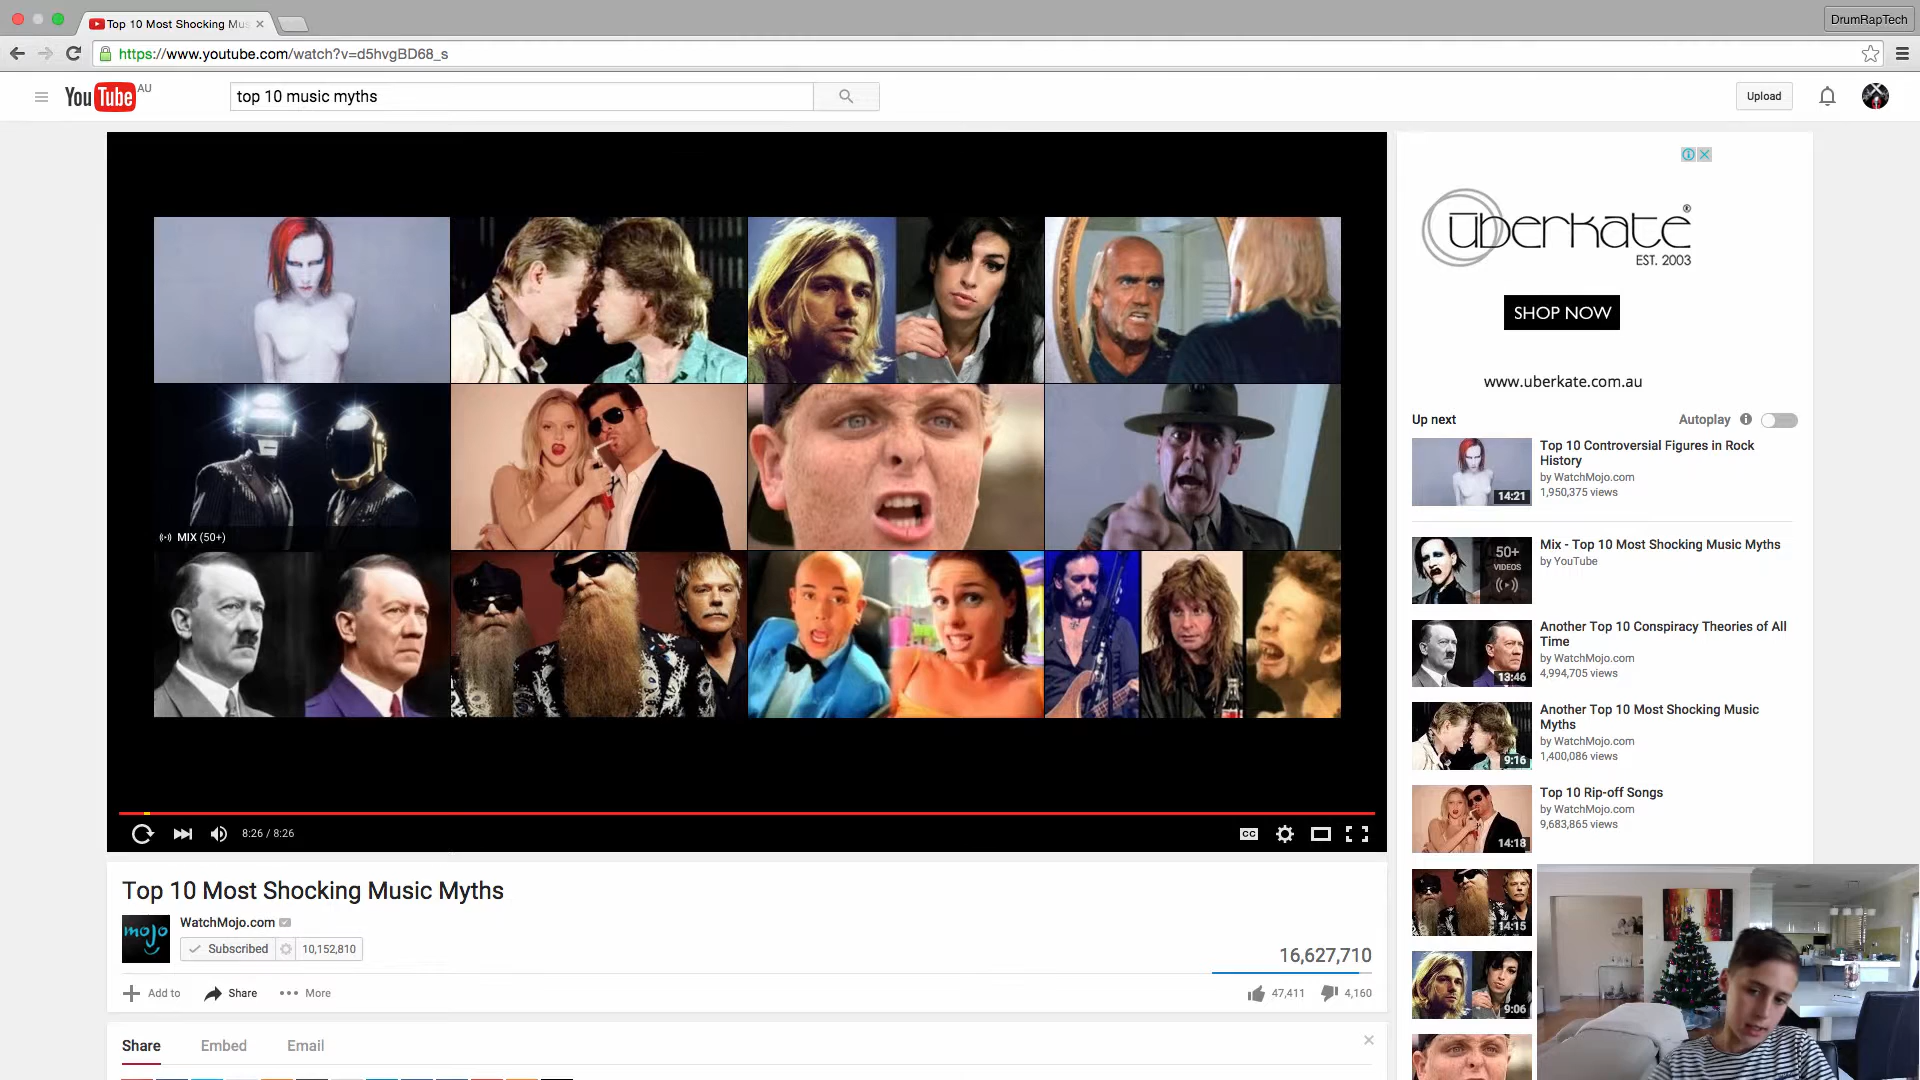 Top 10 Most Shocking Mus
DrumRapTech
https://www.youtube.com/watch?v=d5hvgBD68_s
YouTube AU
top 10 music myths
Upload
MIX (50+)
8:26 / 8:26
CC
Top 10 Most Shocking Music Myths
mojo
WatchMojo.com
Subscribed
10,152,810
16,627,710
Add to
Share
More
47,411
4,160
Share
Embed
Email
überkate®
EST. 2003
SHOP NOW
www.uberkate.com.au
Up next
Autoplay
14:21
Top 10 Controversial Figures in Rock
History
by WatchMojo.com
1,950,375 views
50+
VIDEOS
Mix - Top 10 Most Shocking Music Myths
by YouTube
13:46
Another Top 10 Conspiracy Theories of All
Time
by WatchMojo.com
4,994,705 views
9:16
Another Top 10 Most Shocking Music
Myths
by WatchMojo.com
1,400,086 views
14:18
Top 10 Rip-off Songs
by WatchMojo.com
9,683,865 views
14:15
9:06